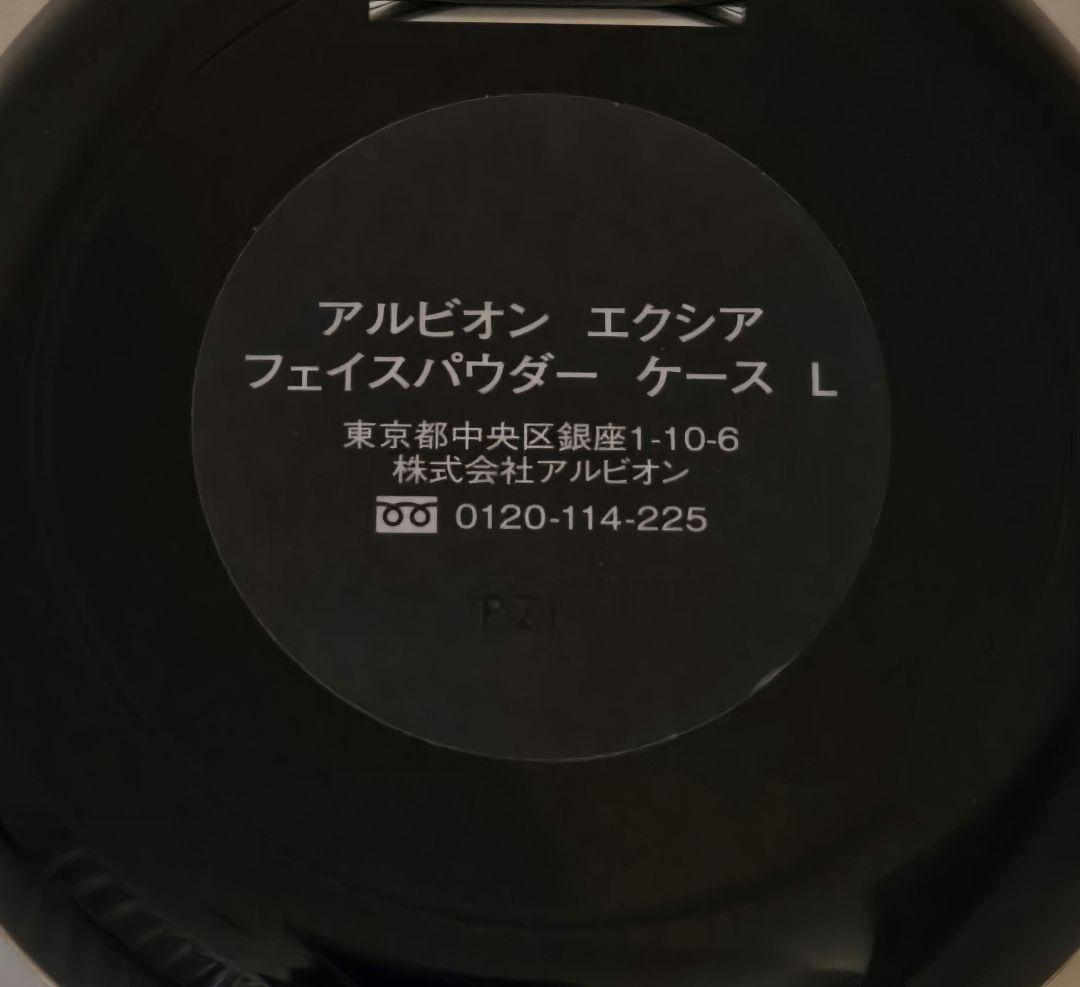 アルビオン エクシア
フェイスパウダー ケース L
東京都中央区銀座1-10-6
株式会社アルビオン
0120-114-225